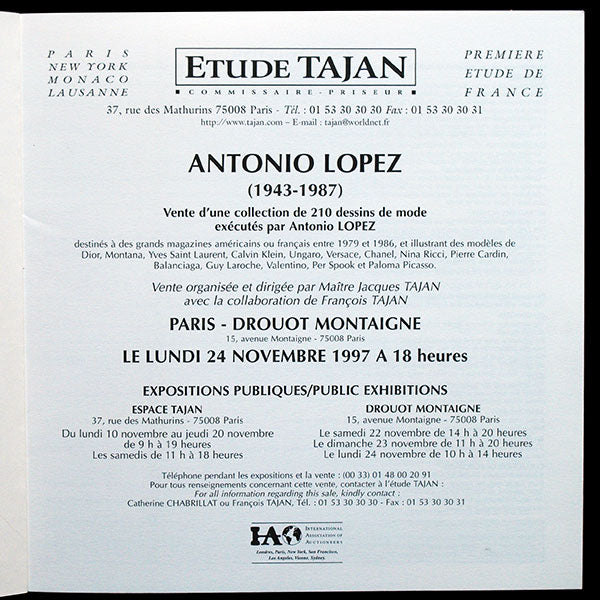 PARIS
NEW YORK
MONACO
LAUSANNE
ETUDE TAJAN
COMMISSAIRE-PRISEUR
PREMIERE
ETUDE DE
FRANCE
37, rue des Mathurins 75008 Paris - Tél. : 01 53 30 30 30 Fax : 01 53 30 30 31
http://www.tajan.com – E-mail : tajan@worldnet.fr
ANTONIO LOPEZ
(1943-1987)
Vente d'une collection de 210 dessins de mode
exécutés par Antonio LOPEZ
destinés à des grands magazines américains ou français entre 1979 et 1986, et illustrant des modèles de
Dior, Montana, Yves Saint Laurent, Calvin Klein, Ungaro, Versace, Chanel, Nina Ricci, Pierre Cardin,
Balanciaga, Guy Laroche, Valentino, Per Spook et Paloma Picasso.
Vente organisée et dirigée par Maître Jacques TAJAN
avec la collaboration de François TAJAN
PARIS - DROUOT MONTAIGNE
15, avenue Montaigne - 75008 Paris
LE LUNDI 24 NOVEMBRE 1997 A 18 heures
EXPOSITIONS PUBLIQUES/PUBLIC EXHIBITIONS
ESPACE TAJAN
37, rue des Mathurins - 75008 Paris
Du lundi 10 novembre au jeudi 20 novembre
de 9 h à 19 heures
Les samedis de 11 h à 18 heures
DROUOT MONTAIGNE
15, avenue Montaigne - 75008 Paris
Le samedi 22 novembre de 14 h à 20 heures
Le dimanche 23 novembre de 11 h à 20 heures
Le lundi 24 novembre de 10 h à 14 heures
Téléphone pendant les expositions et la vente : (00 33) 01 48 00 20 91
Pour tous renseignements concernant cette vente, contacter à l'étude TAJAN :
For all information regarding this sale, kindly contact :
Catherine CHABRILLAT ou François TAJAN, Tél. : 01 53 30 30 30 - Fax : 01 53 30 30 31
IA
INTERNATIONAL
ASSOCIATION OF
AUCTIONEERS
Londres, Paris, New York, San Francisco,
Los Angeles, Vienna, Sydney.